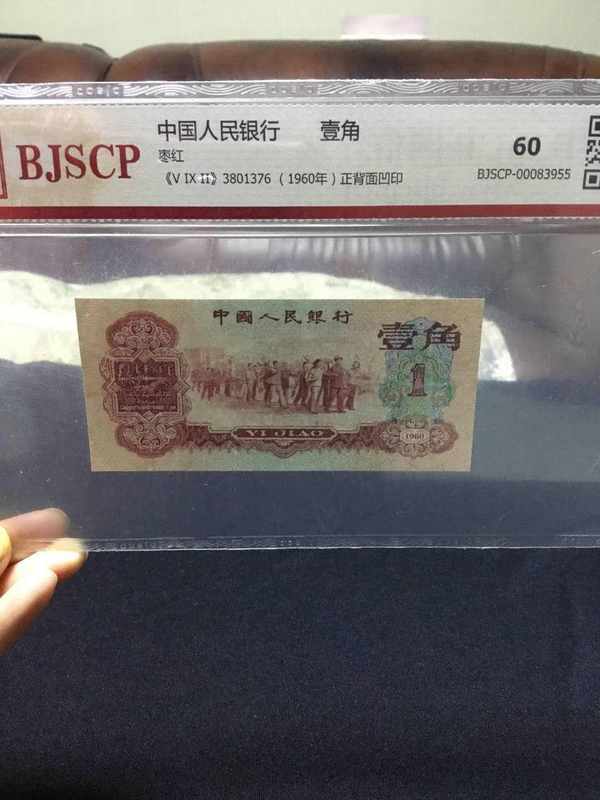 BJSCP
中国人民银行 壹角
枣红
《V IX II》3801376 (1960年) 正背面凹印
60
BJSCP-00083955
中國人民銀行
壹角
1
YI JIAO
1960